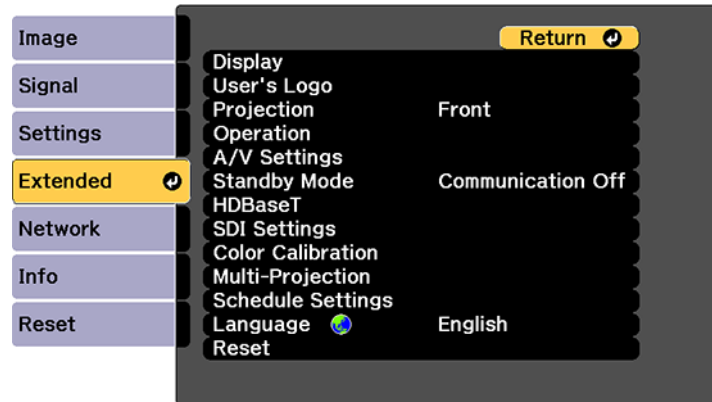 Image
Signal
Settings
Extended
Network
Info
Reset
Return
Display
User's Logo
Projection Front
Operation
A/V Settings
Standby Mode Communication Off
HDBaseT
SDI Settings
Color Calibration
Multi-Projection
Schedule Settings
Language English
Reset